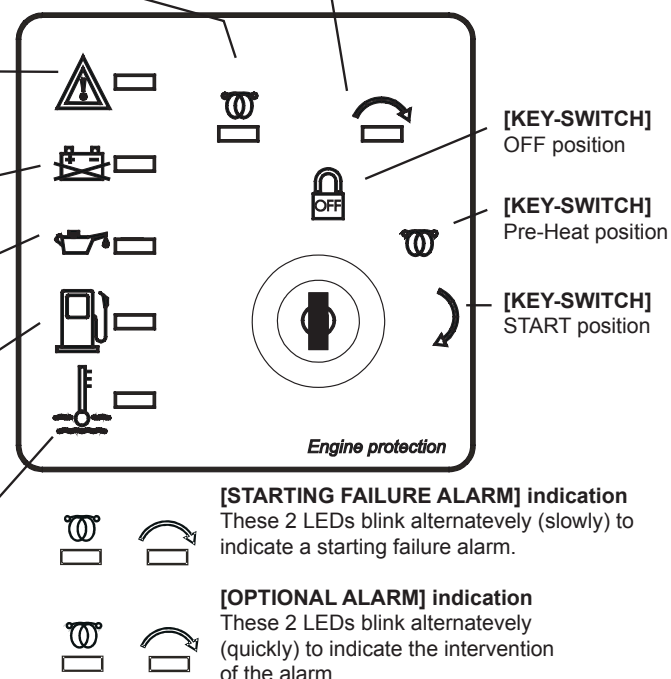 [KEY-SWITCH]
OFF position
OFF
[KEY-SWITCH]
Pre-Heat position
[KEY-SWITCH]
START position
Engine protection
[STARTING FAILURE ALARM] indication
These 2 LEDs blink alternatevely (slowly) to
indicate a starting failure alarm.
[OPTIONAL ALARM] indication
These 2 LEDs blink alternatevely
(quickly) to indicate the intervention
of the alarm